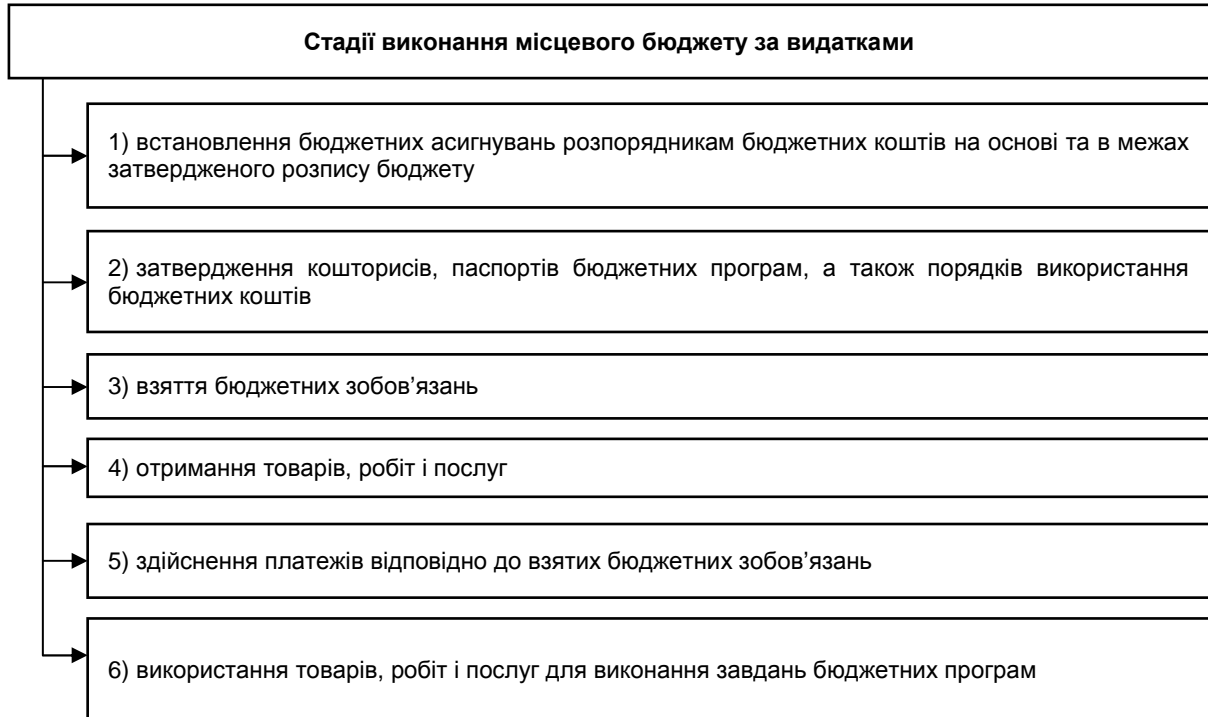 Стадії виконання місцевого бюджету за видатками
1) встановлення бюджетних асигнувань розпорядникам бюджетних коштів на основі та в межах
затвердженого розпису бюджету
2) затвердження кошторисів, паспортів бюджетних програм, а також порядків використання
бюджетних коштів
3) взяття бюджетних зобов’язань
4) отримання товарів, робіт і послуг
5) здійснення платежів відповідно до взятих бюджетних зобов’язань
6) використання товарів, робіт і послуг для виконання завдань бюджетних програм